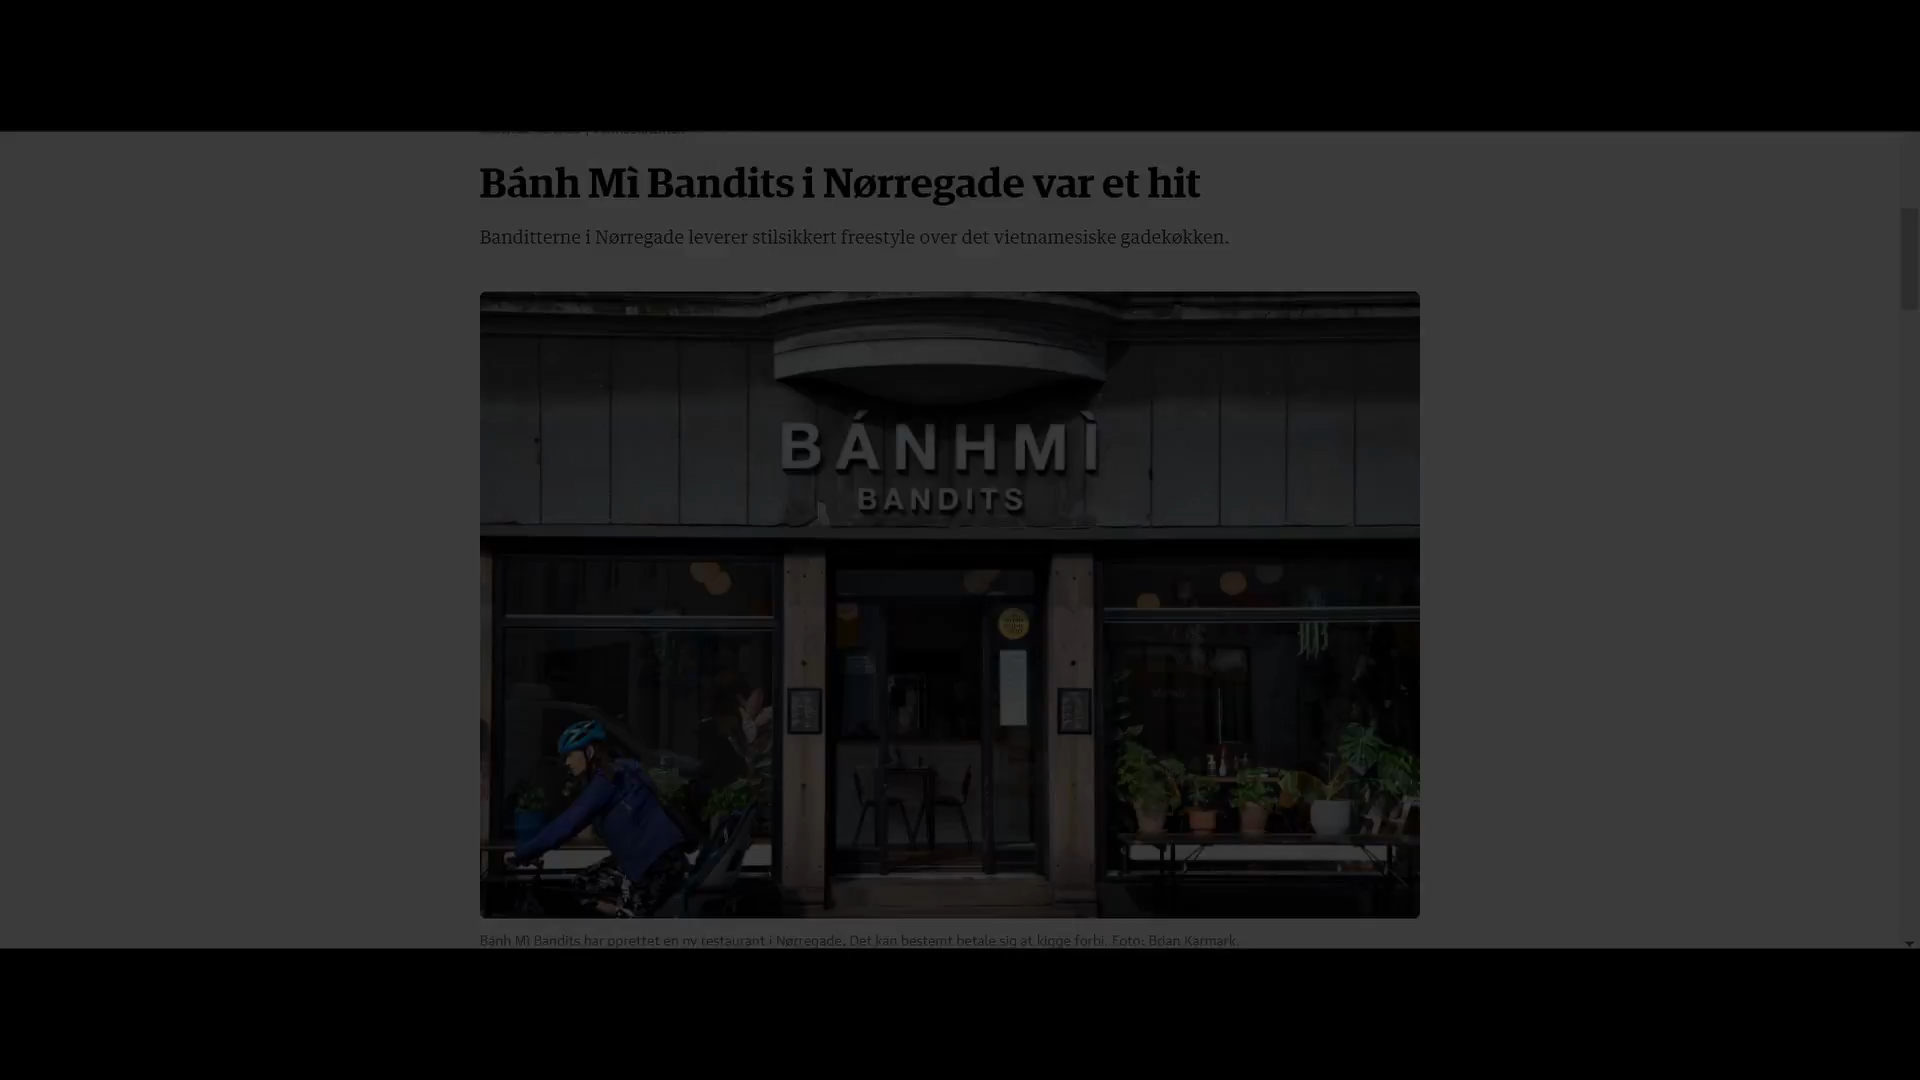 Bánh Mì Bandits i Nørregade var et hit
Banditterne i Nørregade leverer stilsikkert freestyle over det vietnamesiske gadekøkken.
BÁNHMÌ
BANDITS
Bánh Mì Bandits har oprettet en ny restaurant i Nørregade. Det kan bestemt betale sig at kigge forbi. Foto: Brian Karmark.